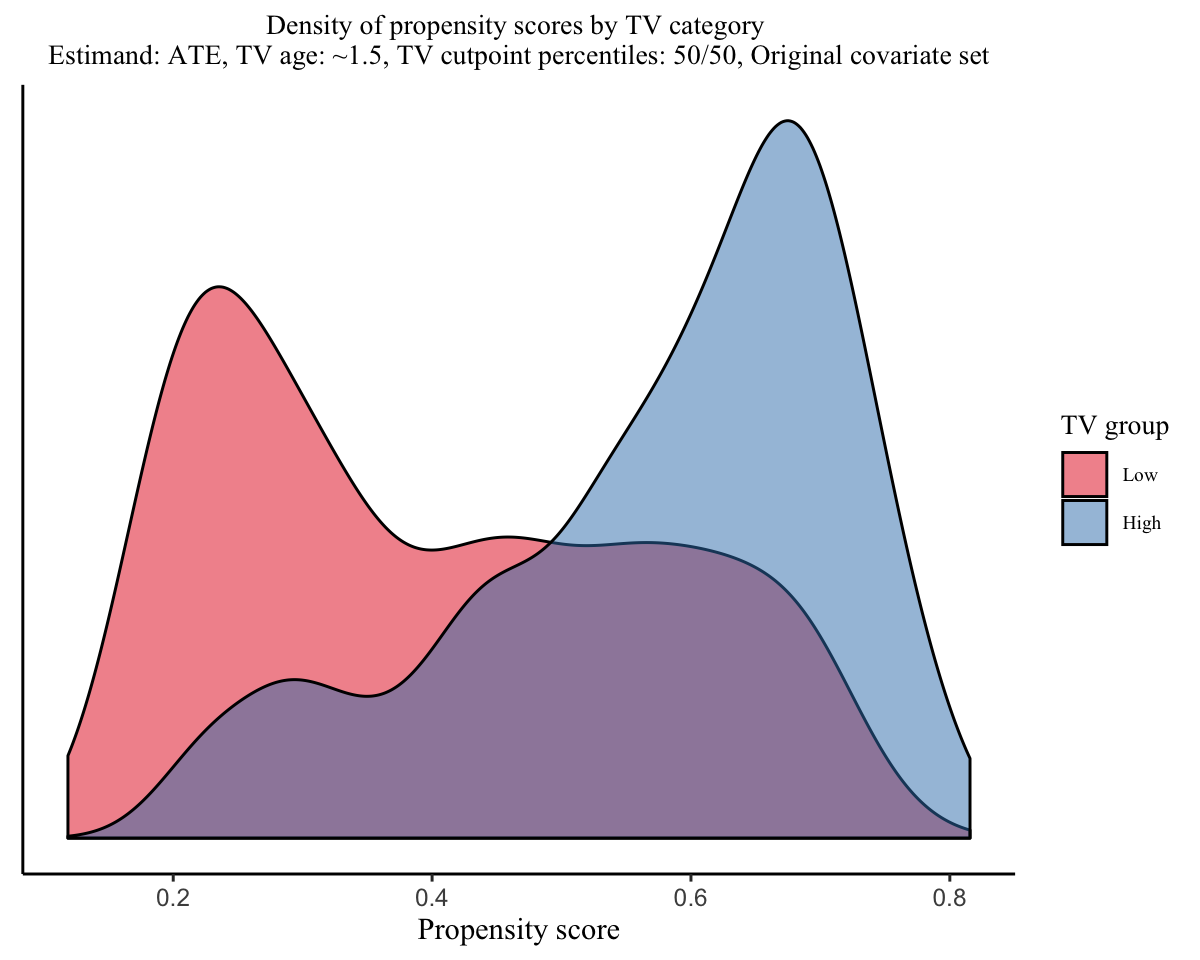 Density of propensity scores by TV category
Estimand: ATE, TV age: ~1.5, TV cutpoint percentiles: 50/50, Original covariate set
TV group
Low
High
0.2 0.4 0.6 0.8
Propensity score